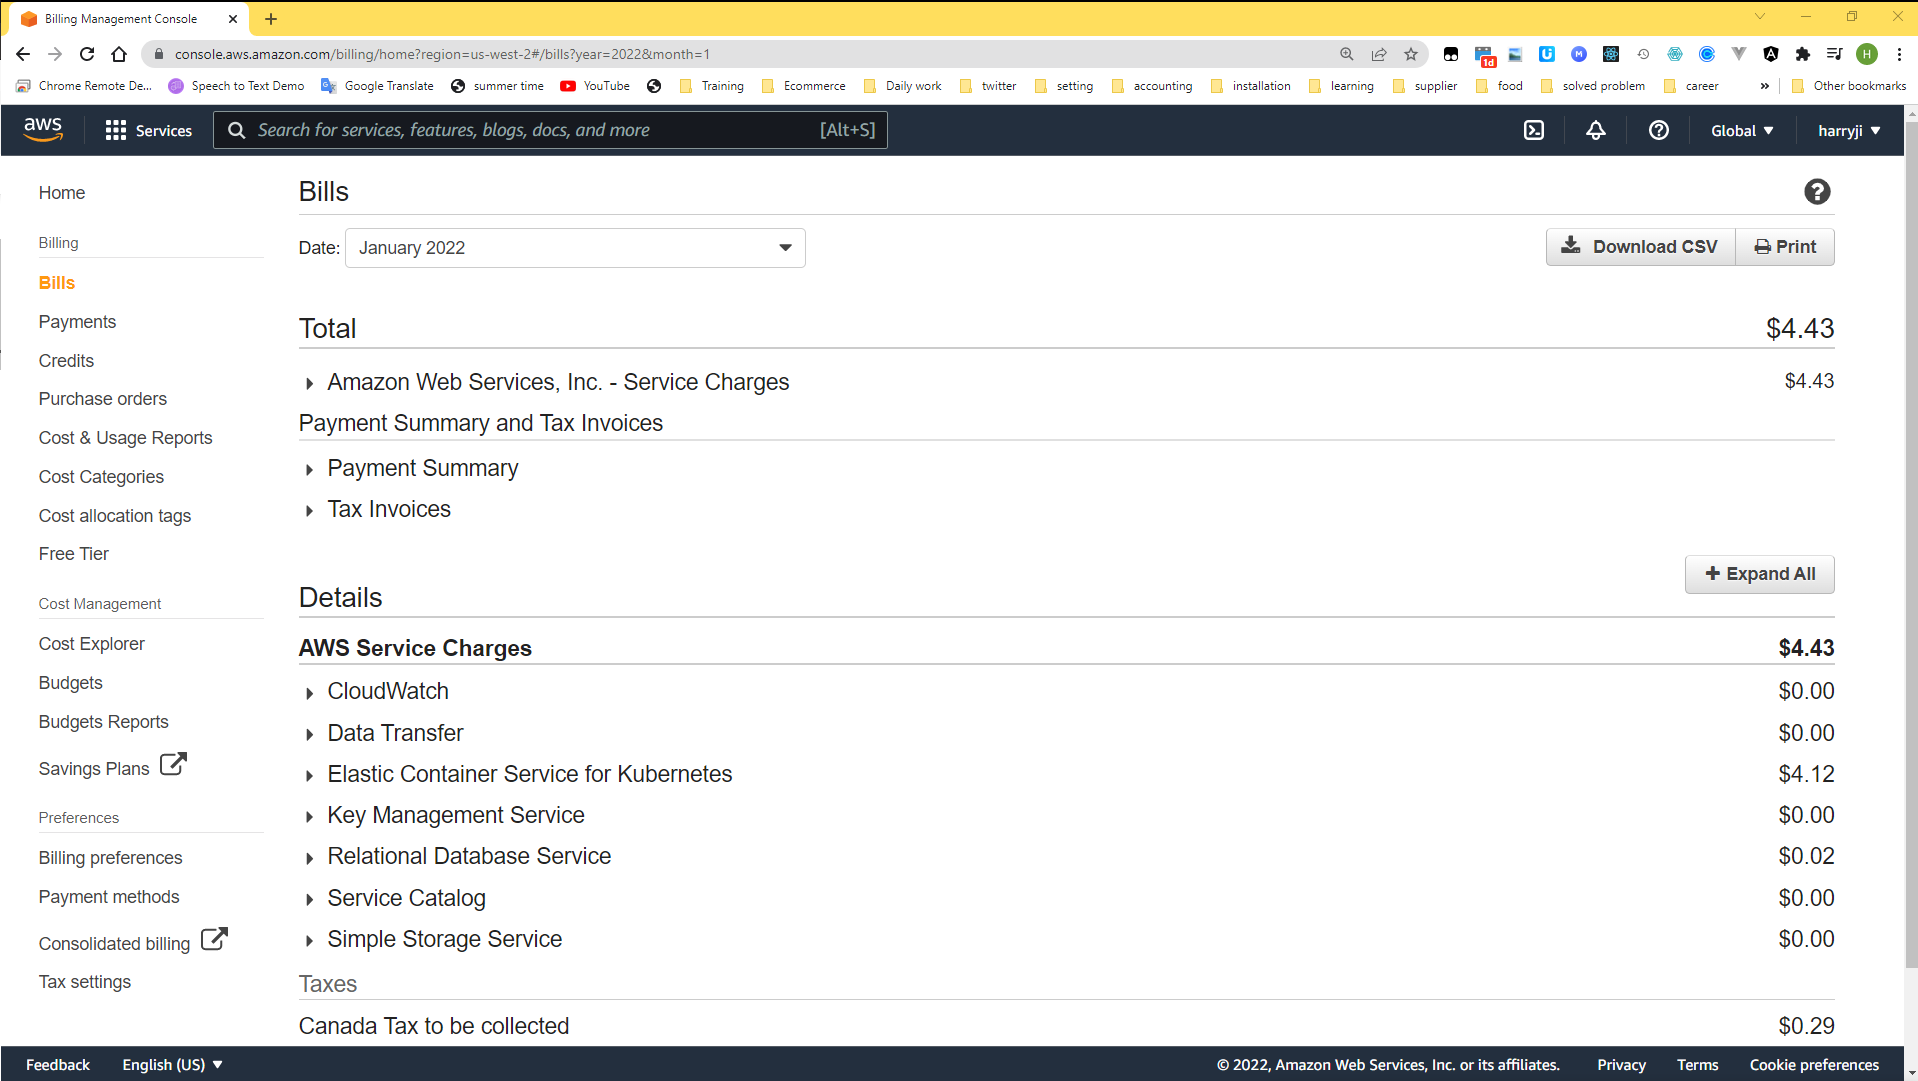 Billing Management Console
console.aws.amazon.com/billing/home?region=us-west-2#/bills?year=2022&month=1
1d
M
H
Chrome Remote De... Speech to Text Demo Google Translate summer time YouTube Training Ecommerce Daily work twitter setting accounting installation learning supplier food solved problem career » Other bookmarks
aws Services Search for services, features, blogs, docs, and more [Alt+S] Global harryji
Home
Billing
Bills
Payments
Credits
Purchase orders
Cost & Usage Reports
Cost Categories
Cost allocation tags
Free Tier
Cost Management
Cost Explorer
Budgets
Budgets Reports
Savings Plans
Preferences
Billing preferences
Payment methods
Consolidated billing
Tax settings
Bills
Date: January 2022 Download CSV Print
Total $4.43
Amazon Web Services, Inc. - Service Charges $4.43
Payment Summary and Tax Invoices
Payment Summary
Tax Invoices
Expand All
Details
AWS Service Charges $4.43
CloudWatch $0.00
Data Transfer $0.00
Elastic Container Service for Kubernetes $4.12
Key Management Service $0.00
Relational Database Service $0.02
Service Catalog $0.00
Simple Storage Service $0.00
Taxes
Canada Tax to be collected $0.29
Feedback English (US) © 2022, Amazon Web Services, Inc. or its affiliates. Privacy Terms Cookie preferences